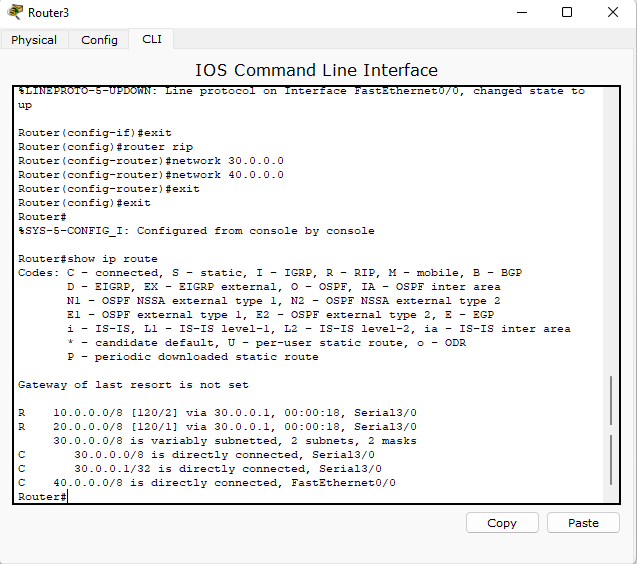 Router3
Physical Config CLI
IOS Command Line Interface
%LINEPROTO-5-UPDOWN: Line protocol on Interface FastEthernet0/0, changed state to
up
Router(config-if)#exit
Router(config)#router rip
Router(config-router)#network 30.0.0.0
Router(config-router)#network 40.0.0.0
Router(config-router)#exit
Router(config)#exit
Router#
%SYS-5-CONFIG_I: Configured from console by console
Router#show ip route
Codes: C - connected, S - static, I - IGRP, R - RIP, M - mobile, B - BGP
       D - EIGRP, EX - EIGRP external, O - OSPF, IA - OSPF inter area
       N1 - OSPF NSSA external type 1, N2 - OSPF NSSA external type 2
       E1 - OSPF external type 1, E2 - OSPF external type 2, E - EGP
       i - IS-IS, L1 - IS-IS level-1, L2 - IS-IS level-2, ia - IS-IS inter area
       * - candidate default, U - per-user static route, o - ODR
       P - periodic downloaded static route
Gateway of last resort is not set
R    10.0.0.0/8 [120/2] via 30.0.0.1, 00:00:18, Serial3/0
R    20.0.0.0/8 [120/1] via 30.0.0.1, 00:00:18, Serial3/0
     30.0.0.0/8 is variably subnetted, 2 subnets, 2 masks
C       30.0.0.0/8 is directly connected, Serial3/0
C       30.0.0.1/32 is directly connected, Serial3/0
C    40.0.0.0/8 is directly connected, FastEthernet0/0
Router#
Copy Paste